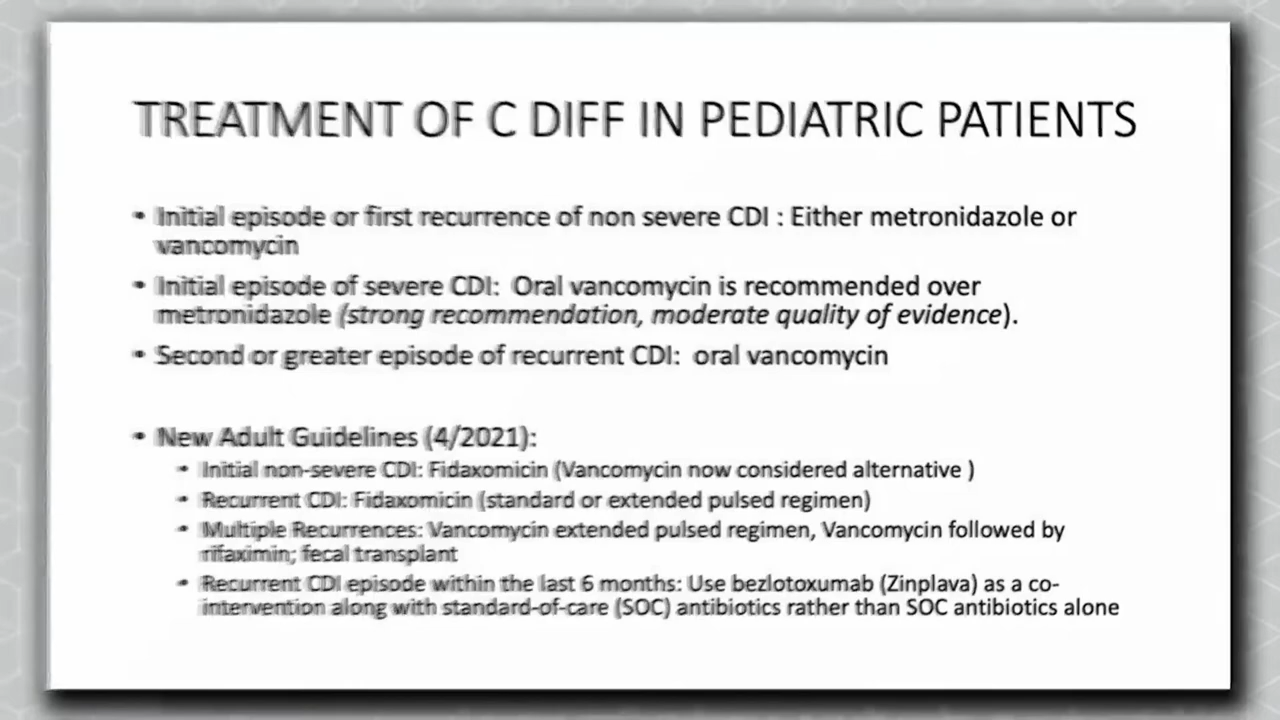 TREATMENT OF C DIFF IN PEDIATRIC PATIENTS
• Initial episode or first recurrence of non severe CDI : Either metronidazole or
vancomycin
• Initial episode of severe CDI: Oral vancomycin is recommended over
metronidazole (strong recommendation, moderate quality of evidence).
• Second or greater episode of recurrent CDI: oral vancomycin
• New Adult Guidelines (4/2021):
• Initial non-severe CDI: Fidaxomicin (Vancomycin now considered alternative )
• Recurrent CDI: Fidaxomicin (standard or extended pulsed regimen)
• Multiple Recurrences: Vancomycin extended pulsed regimen, Vancomycin followed by
rifaximin; fecal transplant
• Recurrent CDI episode within the last 6 months: Use bezlotoxumab (Zinplava) as a co-
intervention along with standard-of-care (SOC) antibiotics rather than SOC antibiotics alone